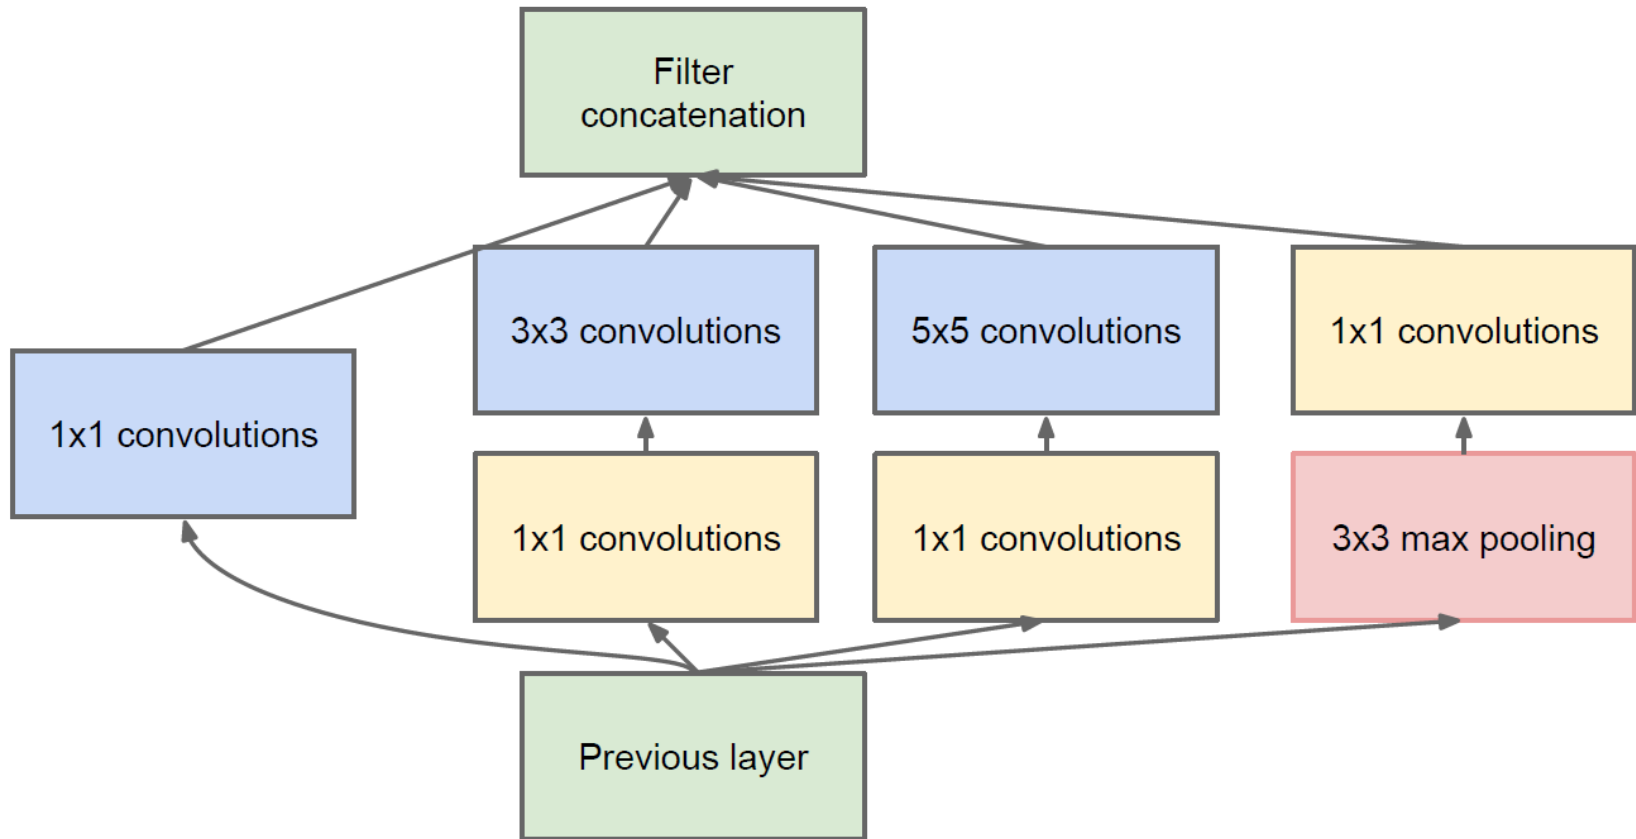 Filter
concatenation
3x3 convolutions
5x5 convolutions
1x1 convolutions
1x1 convolutions
1x1 convolutions
1x1 convolutions
3x3 max pooling
Previous layer